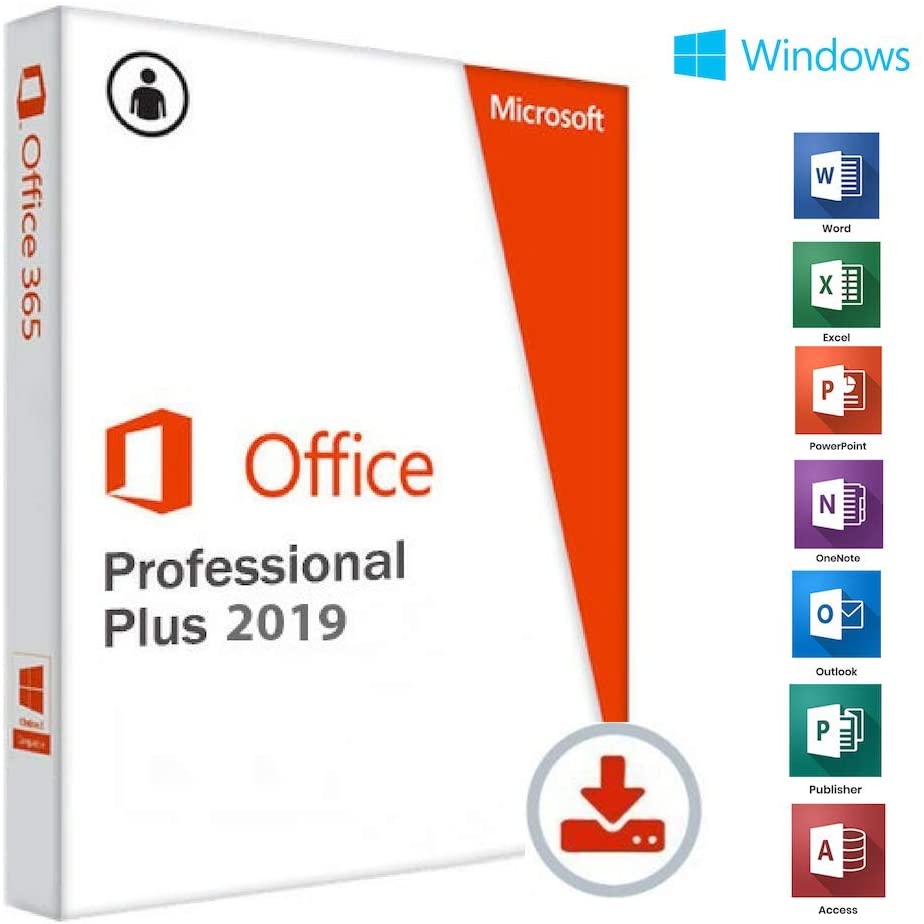 Office 365
Microsoft
Office
Professional
Plus 2019
Windows
W
Word
X
Excel
P
PowerPoint
N
OneNote
O
Outlook
P
Publisher
A
Access